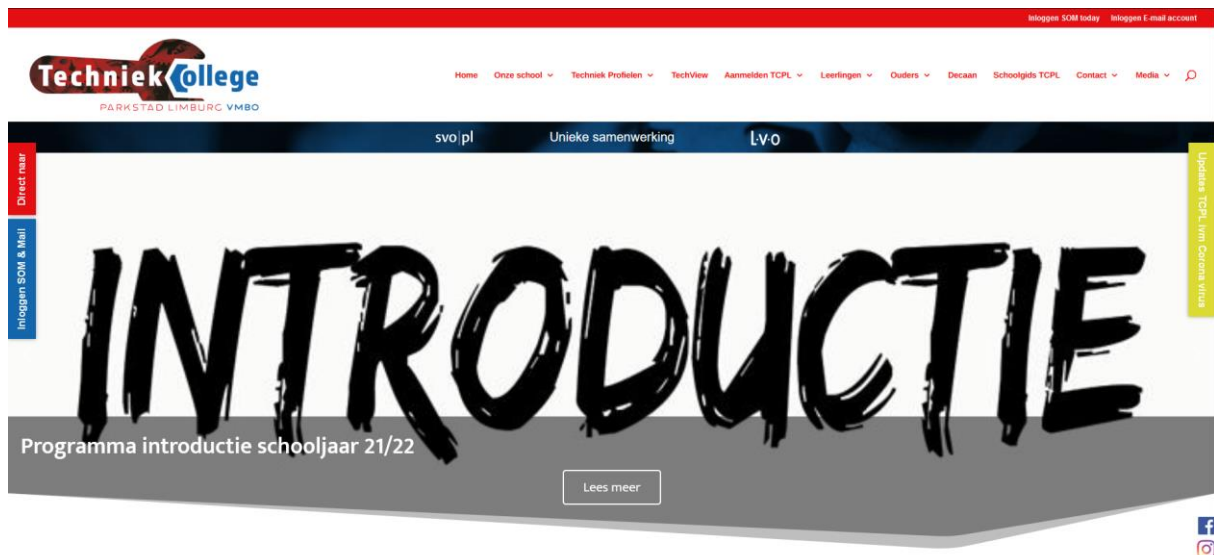 Inloggen SOM today Inloggen E-mail account
Techniek College
PARKSTAD LIMBURG VMBO
Home Onze school Techniek Profielen TechView Aanmelden TCPL Leerlingen Ouders Decaan Schoolgids TCPL Contact Media
svo|pl Unieke samenwerking L·v·o
Direct naar
Inloggen SOM & Mail
Updates TCPL ivm Corona virus
INTRODUCTIE
Programma introductie schooljaar 21/22
Lees meer